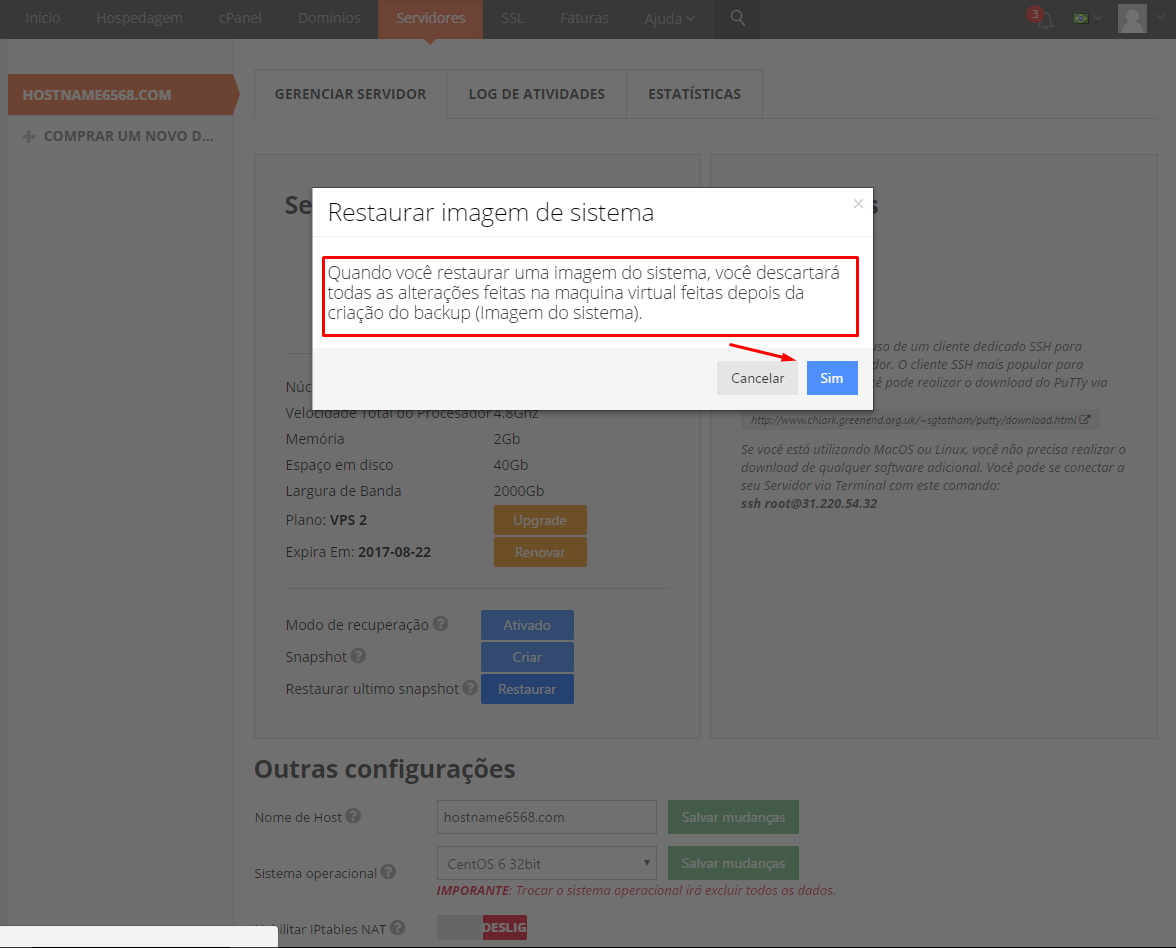 Início Hospedagem cPanel Domínios Servidores SSL Faturas Ajuda 3
HOSTNAME6568.COM
COMPRAR UM NOVO D...
GERENCIAR SERVIDOR LOG DE ATIVIDADES ESTATÍSTICAS
Se
s
Restaurar imagem de sistema ×
Quando você restaurar uma imagem do sistema, você descartará
todas as alterações feitas na maquina virtual feitas depois da
criação do backup (Imagem do sistema).
Cancelar Sim
uso de um cliente dedicado SSH para
dor. O cliente SSH mais popular para
cê pode realizar o download do PuTTy via
http://www.chiark.greenend.org.uk/~sgtatham/putty/download.html
Se você está utilizando MacOS ou Linux, você não precisa realizar o
download de qualquer software adicional. Você pode se conectar a
seu Servidor via Terminal com este comando:
ssh root@31.220.54.32
Núc
Velocidade Total do Procesador 4.8Ghz
Memória 2Gb
Espaço em disco 40Gb
Largura de Banda 2000Gb
Plano: VPS 2 Upgrade
Expira Em: 2017-08-22 Renovar
Modo de recuperação ? Ativado
Snapshot ? Criar
Restaurar ultimo snapshot ? Restaurar
Outras configurações
Nome de Host ? hostname6568.com Salvar mudanças
Sistema operacional ? CentOS 6 32bit Salvar mudanças
IMPORANTE: Trocar o sistema operacional irá excluir todos os dados.
ilitar IPtables NAT ? DESLIG